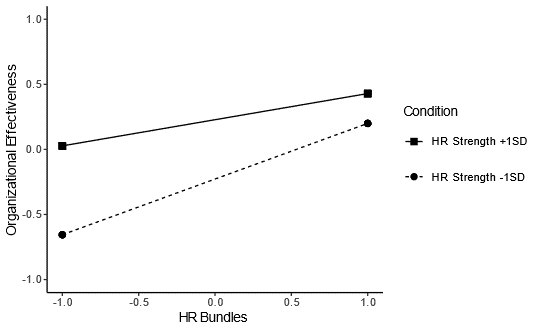 1.0
0.5
0.0
-0.5
-1.0
Organizational Effectiveness
-1.0 -0.5 0.0 0.5 1.0
HR Bundles
Condition
HR Strength +1SD
HR Strength -1SD